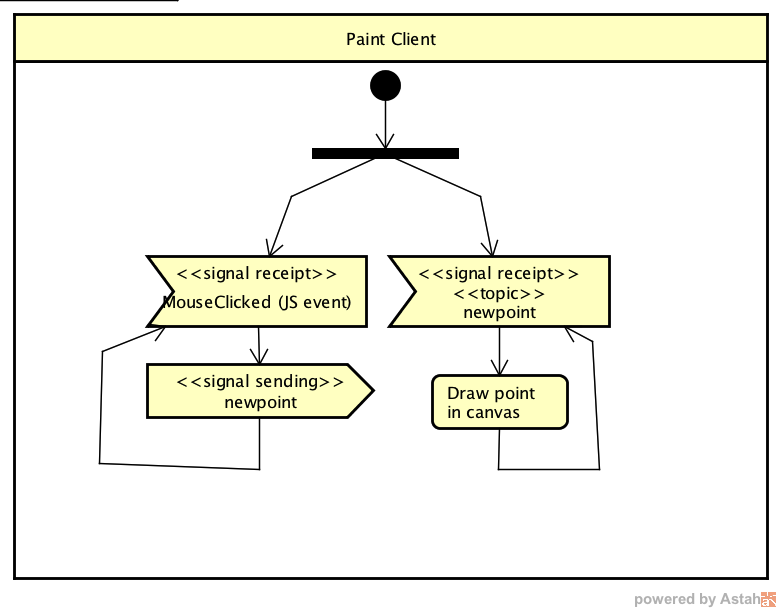 Paint Client
<<signal receipt>>
MouseClicked (JS event)
<<signal receipt>>
<<topic>>
newpoint
<<signal sending>>
newpoint
Draw point
in canvas
powered by Astah